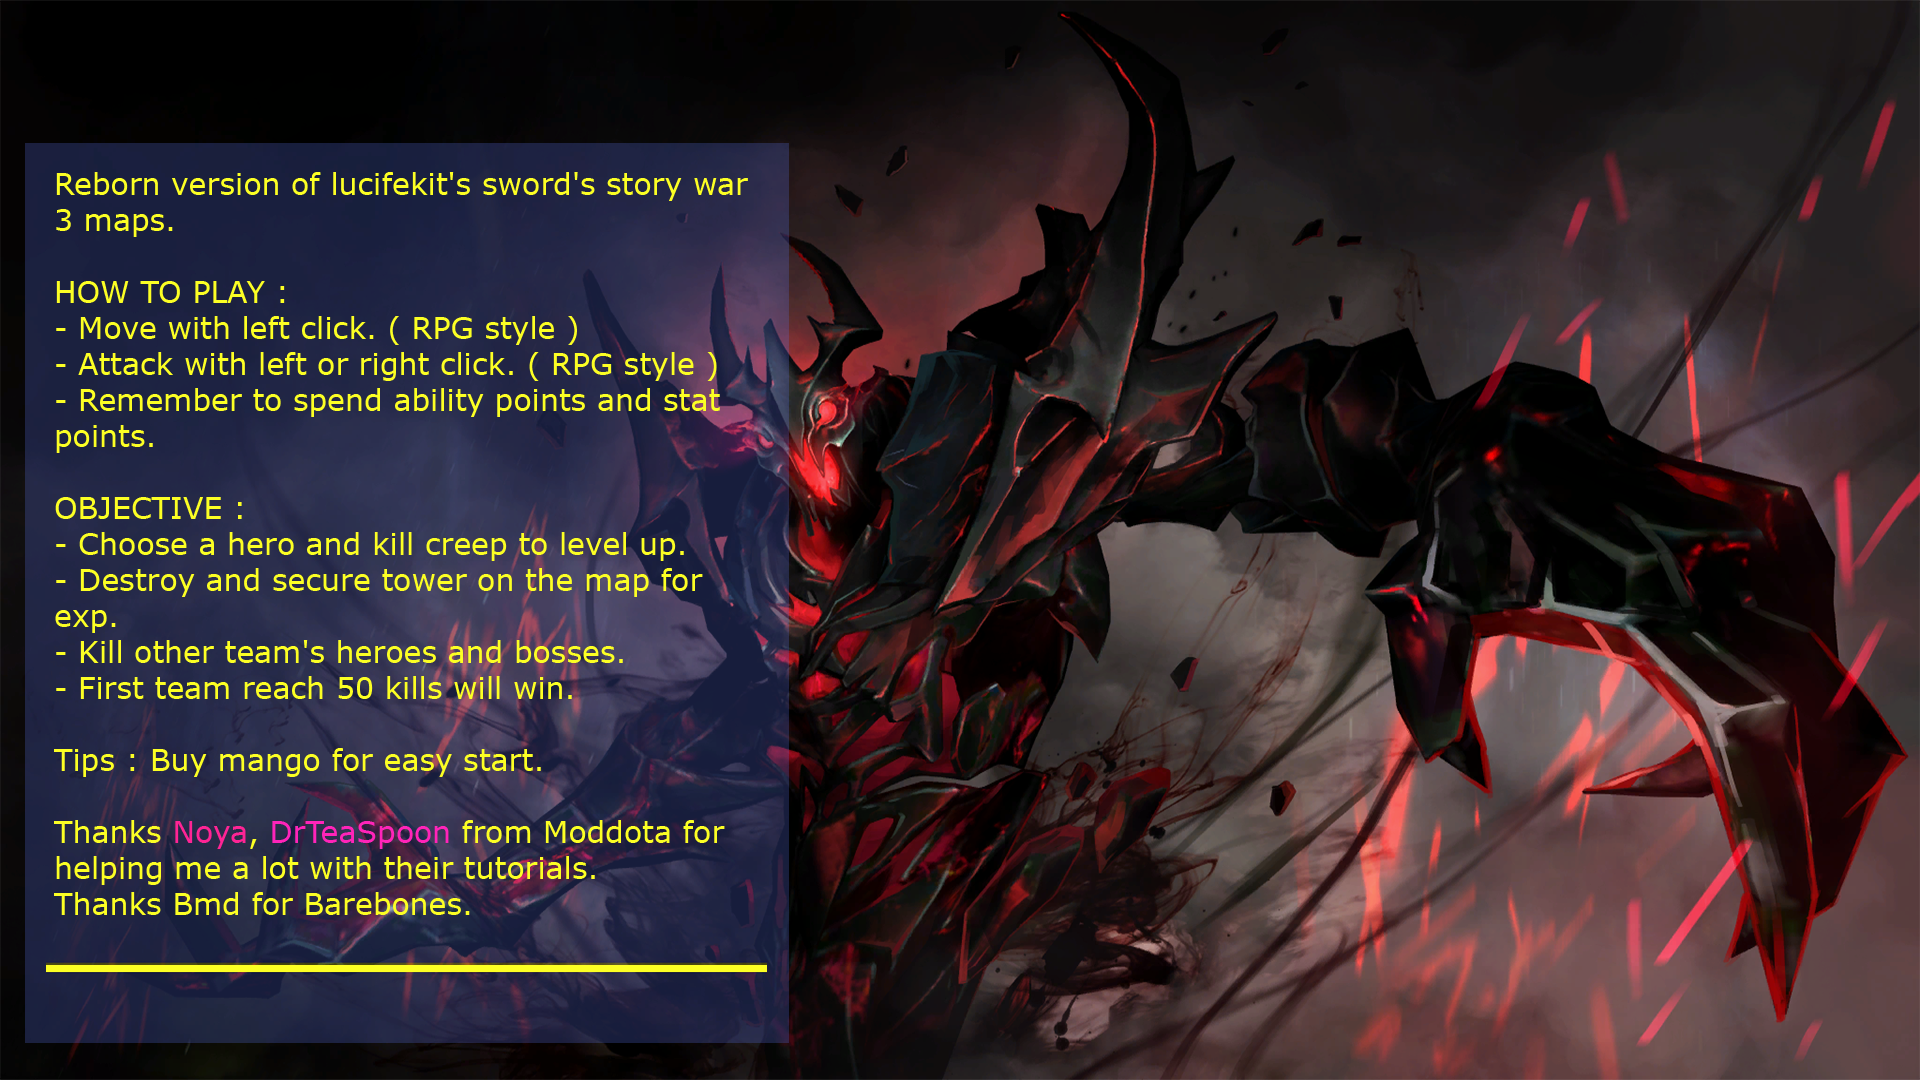 Reborn version of lucifekit's sword's story war
3 maps.
HOW TO PLAY :
- Move with left click. ( RPG style )
- Attack with left or right click. ( RPG style )
- Remember to spend ability points and stat
points.
OBJECTIVE :
- Choose a hero and kill creep to level up.
- Destroy and secure tower on the map for
exp.
- Kill other team's heroes and bosses.
- First team reach 50 kills will win.
Tips : Buy mango for easy start.
Thanks Noya, DrTeaSpoon from Moddota for
helping me a lot with their tutorials.
Thanks Bmd for Barebones.